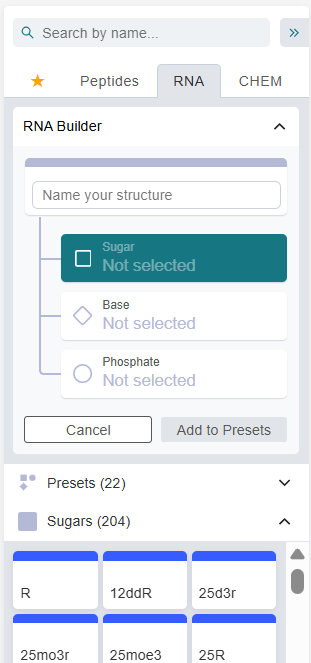 Search by name...
Peptides RNA CHEM
RNA Builder
Name your structure
Sugar
Not selected
Base
Not selected
Phosphate
Not selected
Cancel Add to Presets
Presets (22)
Sugars (204)
R 12ddR 25d3r
25mo3r 25moe3 25R